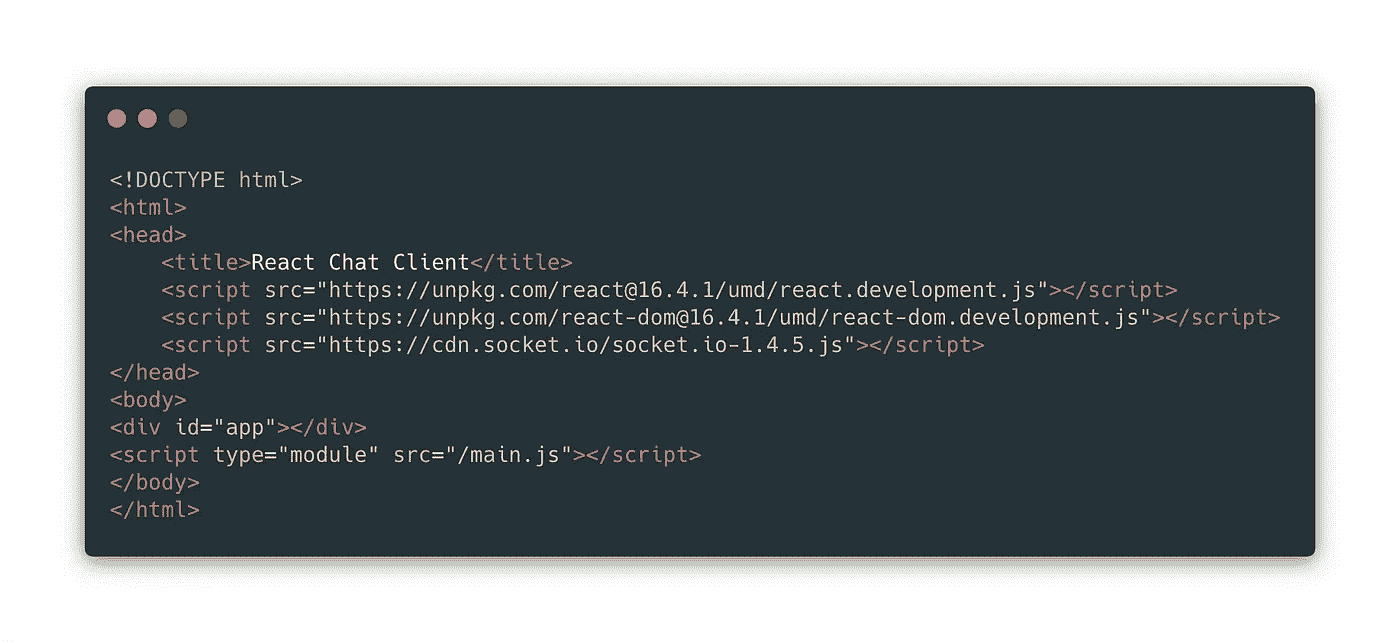 <!DOCTYPE html>
<html>
<head>
    <title>React Chat Client</title>
    <script src="https://unpkg.com/react@16.4.1/umd/react.development.js"></script>
    <script src="https://unpkg.com/react-dom@16.4.1/umd/react-dom.development.js"></script>
    <script src="https://cdn.socket.io/socket.io-1.4.5.js"></script>
</head>
<body>
<div id="app"></div>
<script type="module" src="/main.js"></script>
</body>
</html>